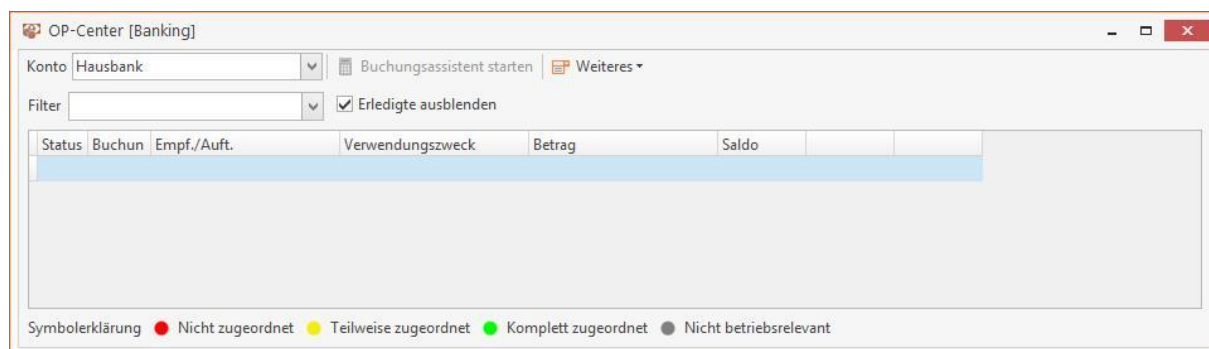 OP-Center [Banking]
Konto Hausbank Buchungsassistent starten Weiteres
Filter Erledigte ausblenden
Status Buchun Empf./Auft. Verwendungszweck Betrag Saldo
Symbolerklärung Nicht zugeordnet Teilweise zugeordnet Komplett zugeordnet Nicht betriebsrelevant